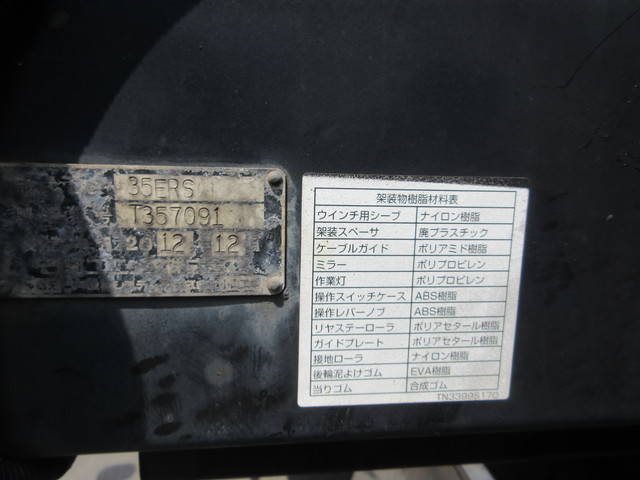 35ERS
T357091
2012 12
架装物樹脂材料表
ウインチ用シーブ ナイロン樹脂
架装スペーサ 廃プラスチック
ケーブルガイド ポリアミド樹脂
ミラー ポリプロピレン
作業灯 ポリプロピレン
操作スイッチケース ABS樹脂
操作レバーノブ ABS樹脂
リヤステーローラ ポリアセタール樹脂
ガイドプレート ポリアセタール樹脂
接地ローラ ナイロン樹脂
後輪泥よけゴム EVA樹脂
当りゴム 合成ゴム
TN33998170